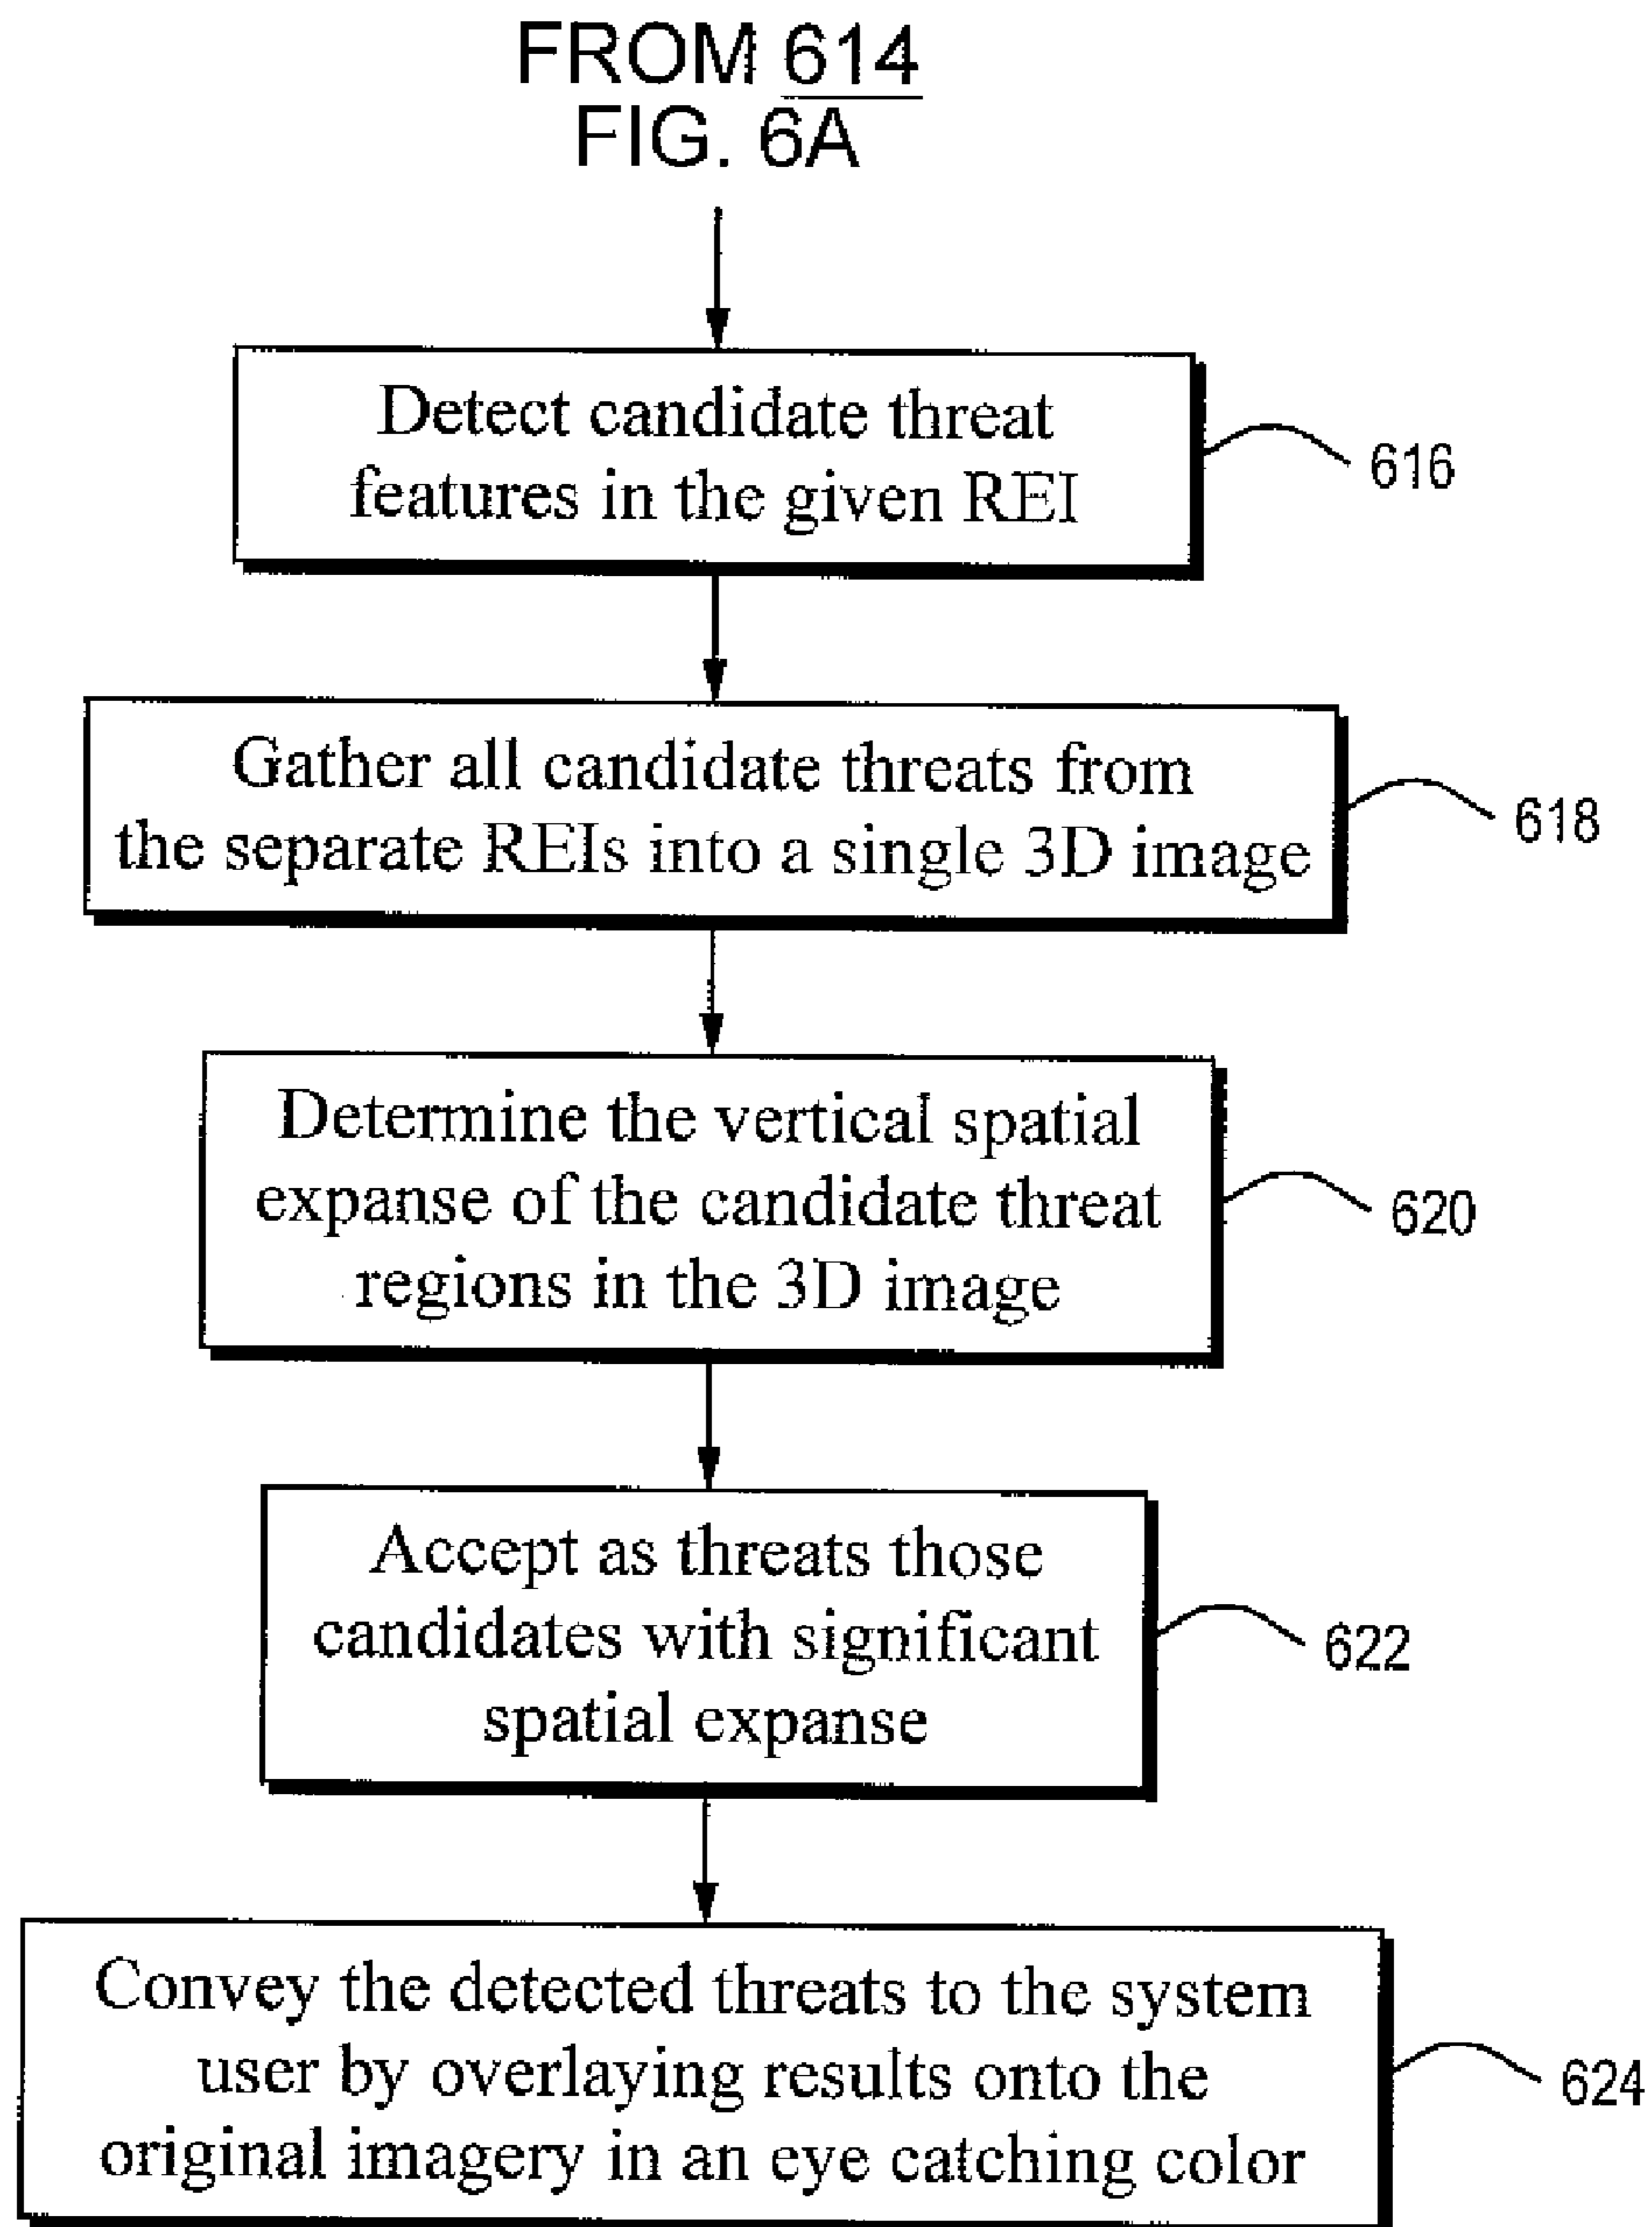 FROM 614
FIG. 6A
Detect candidate threat
features in the given REI
616
Gather all candidate threats from
the separate REIs into a single 3D image
618
Determine the vertical spatial
expanse of the candidate threat
regions in the 3D image
620
Accept as threats those
candidates with significant
spatial expanse
622
Convey the detected threats to the system
user by overlaying results onto the
original imagery in an eye catching color
624